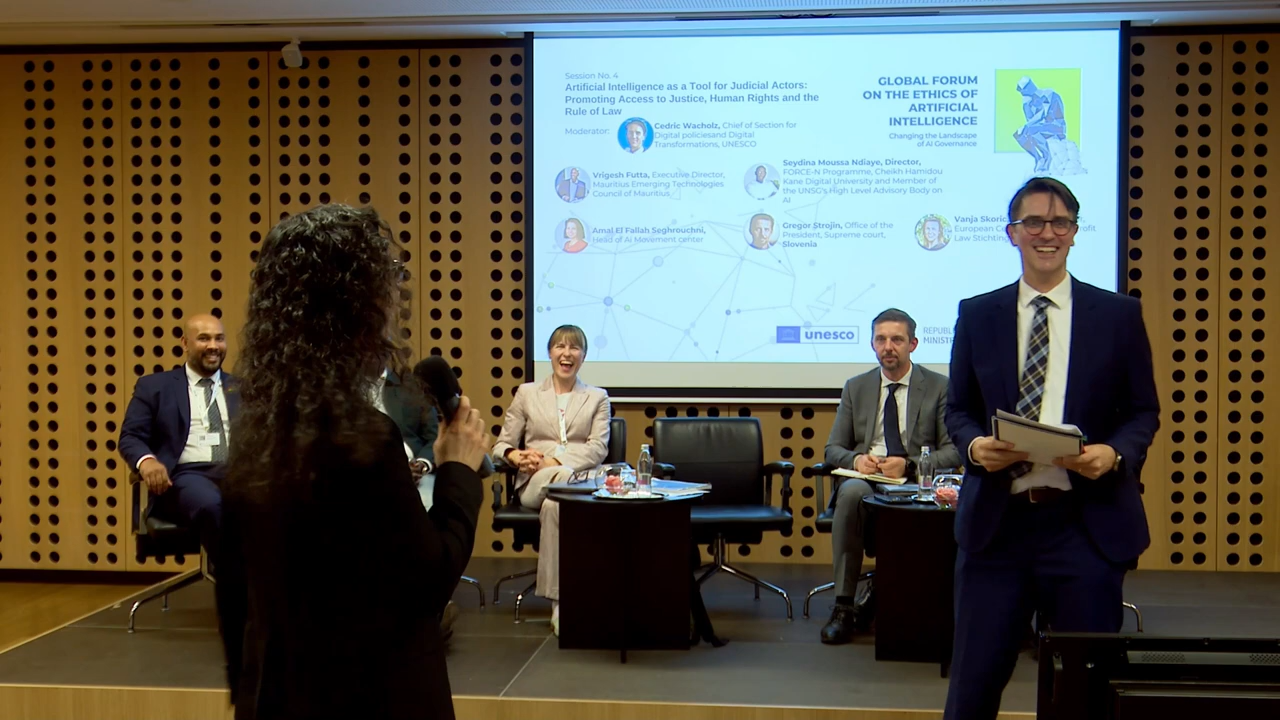 Session No. 4
Artificial Intelligence as a Tool for Judicial Actors:
Promoting Access to Justice, Human Rights and the
Rule of Law
Moderator:
Cedric Wacholz, Chief of Section for
Digital policiesand Digital
Transformations, UNESCO
GLOBAL FORUM
ON THE ETHICS OF
ARTIFICIAL
INTELLIGENCE
Changing the Landscape
of AI Governance
Vrigesh Futta, Executive Director,
Mauritius Emerging Technologies
Council of Mauritius
Seydina Moussa Ndiaye, Director,
FORCE-N Programme, Cheikh Hamidou
Kane Digital University and Member of
the UNSG's High Level Advisory Body on
AI
Amal El Fallah Seghrouchni,
Head of Ai Movement center
Gregor Strojin, Office of the
President, Supreme court,
Slovenia
Vanja
European
Law Stichting
unesco